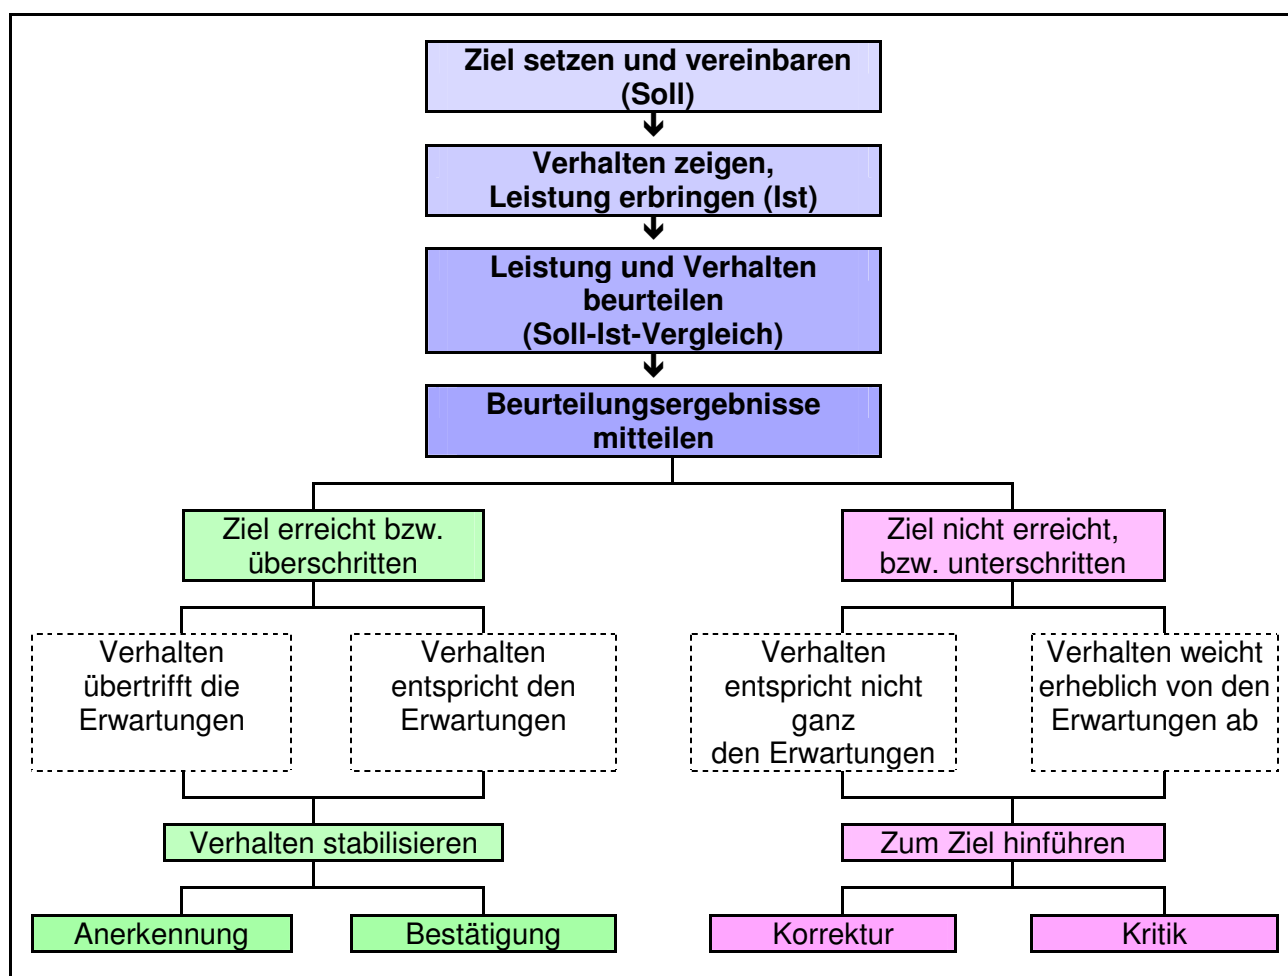 Ziel setzen und vereinbaren
(Soll)
Verhalten zeigen,
Leistung erbringen (Ist)
Leistung und Verhalten
beurteilen
(Soll-Ist-Vergleich)
Beurteilungsergebnisse
mitteilen
Ziel erreicht bzw.
überschritten
Ziel nicht erreicht,
bzw. unterschritten
Verhalten
übertrifft die
Erwartungen
Verhalten
entspricht den
Erwartungen
Verhalten
entspricht nicht
ganz
den Erwartungen
Verhalten weicht
erheblich von den
Erwartungen ab
Verhalten stabilisieren
Zum Ziel hinführen
Anerkennung
Bestätigung
Korrektur
Kritik